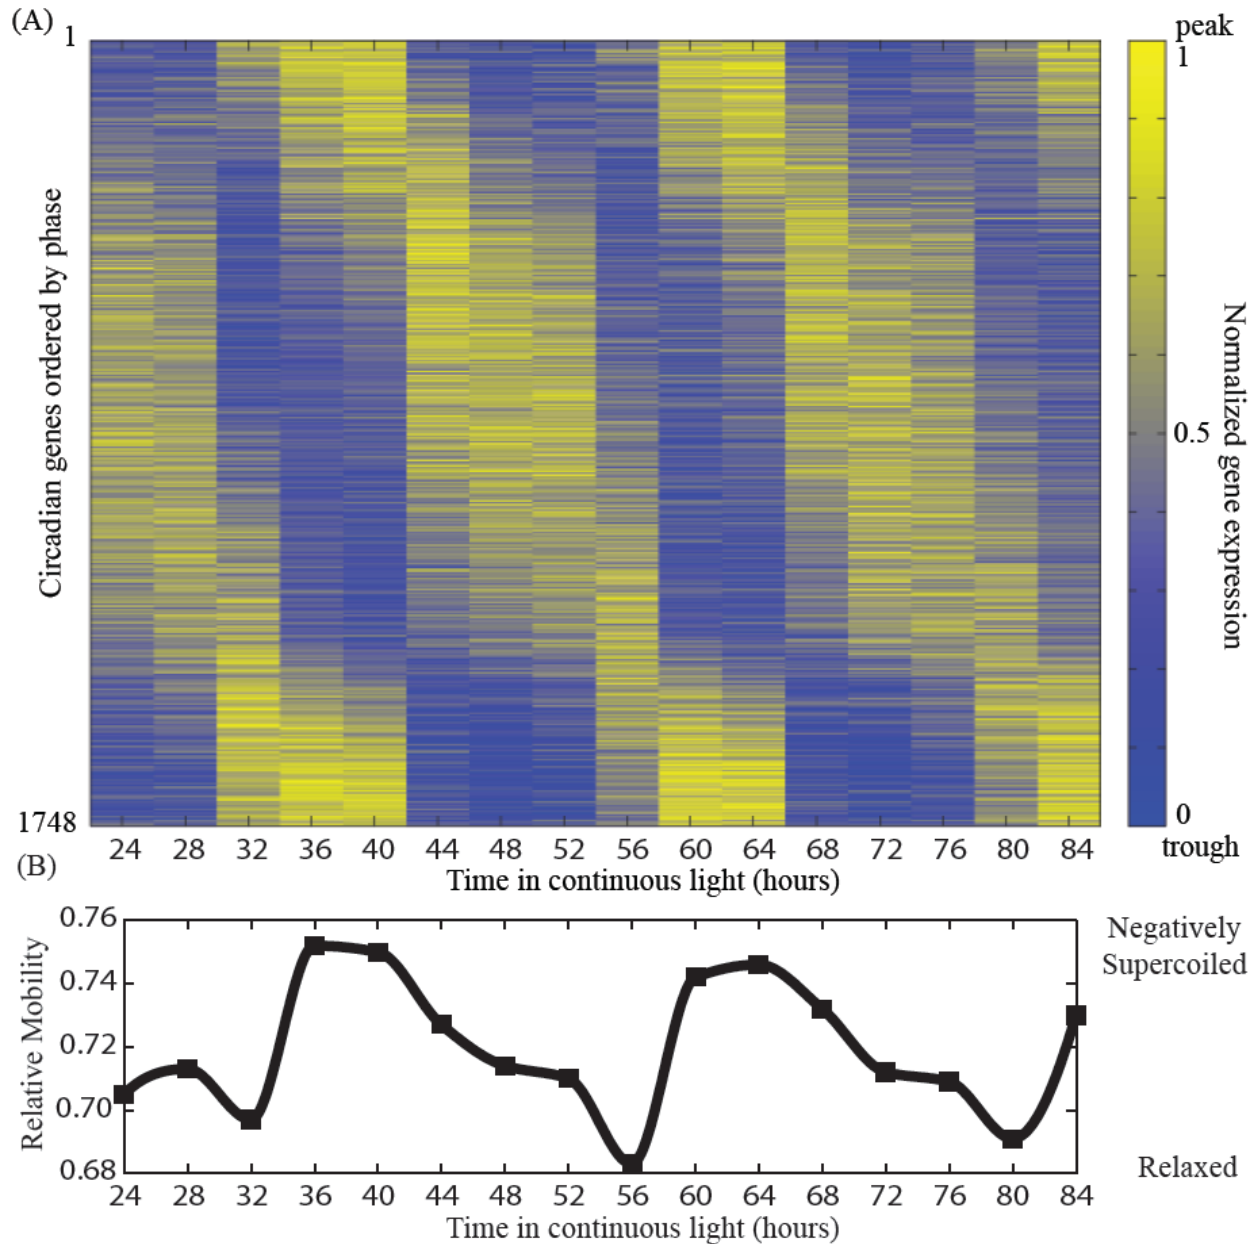 (A)
1
Circadian genes ordered by phase
1748
peak
1
0.5
0
trough
Normalized gene expression
24 28 32 36 40 44 48 52 56 60 64 68 72 76 80 84
Time in continuous light (hours)
(B)
Relative Mobility
0.76
0.74
0.72
0.70
0.68
Negatively
Supercoiled
Relaxed
24 28 32 36 40 44 48 52 56 60 64 68 72 76 80 84
Time in continuous light (hours)